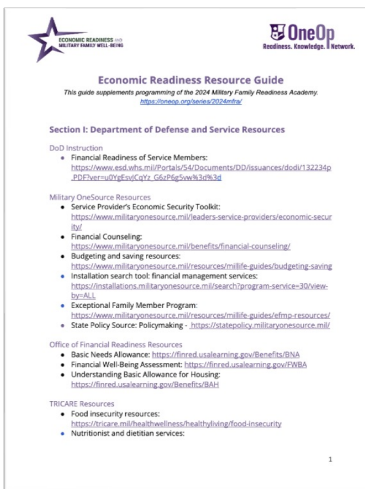 ECONOMIC READINESS AND
MILITARY FAMILY WELL-BEING
OneOp
Readiness. Knowledge. Network.
Economic Readiness Resource Guide
This guide supplements programming of the 2024 Military Family Readiness Academy.
https://oneop.org/series/2024mfra/
Section I: Department of Defense and Service Resources
DoD Instruction
● Financial Readiness of Service Members:
https://www.esd.whs.mil/Portals/54/Documents/DD/issuances/dodi/132234p
Military OneSource Resources
● Service Provider's Economic Security Toolkit:
https://www.militaryonesource.mil/leaders-service-providers/economic-secur
ity/
● Financial Counseling:
https://www.militaryonesource.mil/benefits/financial-counseling/
● Budgeting and saving resources:
https://www.militaryonesource.mil/resources/millife-guides/budgeting-saving
● Installation search tool: financial management services:
https://installations.militaryonesource.mil/search?program-service=30/view-
by=ALL
● Exceptional Family Member Program:
https://www.militaryonesource.mil/resources/millife-guides/efmp-resources/
● State Policy Source: Policymaking - https://statepolicy.militaryonesource.mil/
Office of Financial Readiness Resources
● Basic Needs Allowance: https://finred.usalearning.gov/Benefits/BNA
● Financial Well-Being Assessment: https://finred.usalearning.gov/FWBA
● Understanding Basic Allowance for Housing:
https://finred.usalearning.gov/Benefits/BAH
TRICARE Resources
● Food insecurity resources:
https://tricare.mil/healthwellness/healthyliving/food-insecurity
● Nutritionist and dietitian services:
1